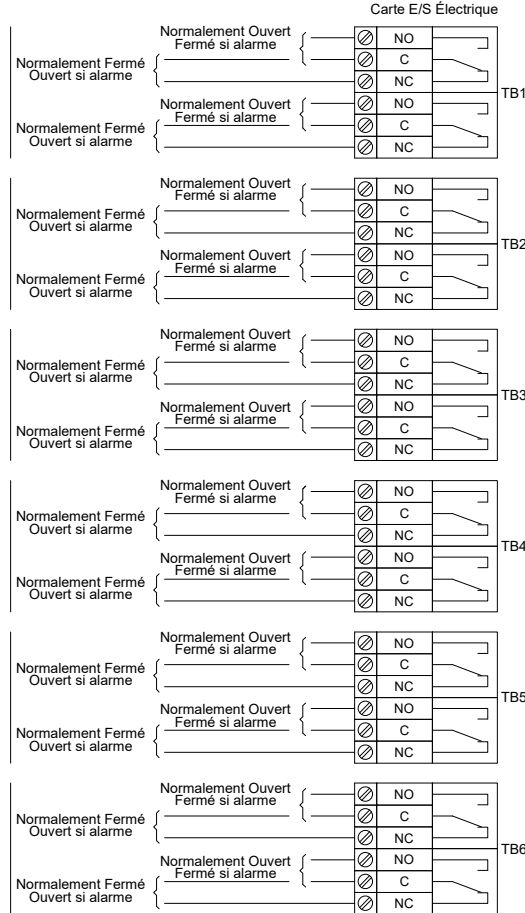 Carte E/S Électrique
Normalement Ouvert
Fermé si alarme
NO
Normalement Fermé
Ouvert si alarme
C
NC
TB1
Normalement Ouvert
Fermé si alarme
NO
Normalement Fermé
Ouvert si alarme
C
NC
Normalement Ouvert
Fermé si alarme
NO
Normalement Fermé
Ouvert si alarme
C
NC
TB2
Normalement Ouvert
Fermé si alarme
NO
Normalement Fermé
Ouvert si alarme
C
NC
Normalement Ouvert
Fermé si alarme
NO
Normalement Fermé
Ouvert si alarme
C
NC
TB3
Normalement Ouvert
Fermé si alarme
NO
Normalement Fermé
Ouvert si alarme
C
NC
Normalement Ouvert
Fermé si alarme
NO
Normalement Fermé
Ouvert si alarme
C
NC
TB4
Normalement Ouvert
Fermé si alarme
NO
Normalement Fermé
Ouvert si alarme
C
NC
Normalement Ouvert
Fermé si alarme
NO
Normalement Fermé
Ouvert si alarme
C
NC
TB5
Normalement Ouvert
Fermé si alarme
NO
Normalement Fermé
Ouvert si alarme
C
NC
Normalement Ouvert
Fermé si alarme
NO
Normalement Fermé
Ouvert si alarme
C
NC
TB6
Normalement Ouvert
Fermé si alarme
NO
Normalement Fermé
Ouvert si alarme
C
NC